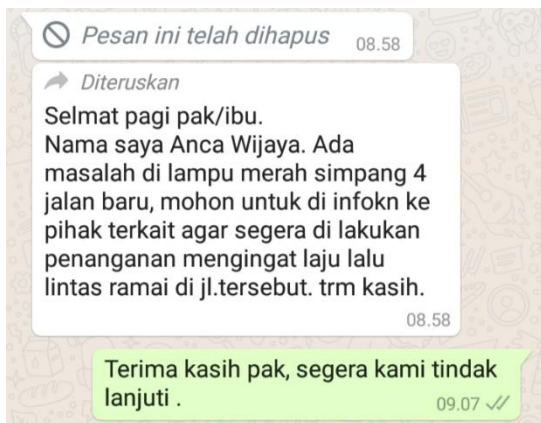 Pesan ini telah dihapus 08.58
Diteruskan
Selmat pagi pak/ibu.
Nama saya Anca Wijaya. Ada
masalah di lampu merah simpang 4
jalan baru, mohon untuk di infokn ke
pihak terkait agar segera di lakukan
penanganan mengingat laju lalu
lintas ramai di jl.tersebut. trm kasih.
08.58
Terima kasih pak, segera kami tindak
lanjuti . 09.07